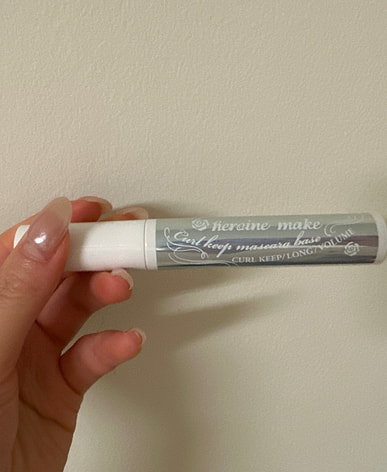 heroine make
Curl keep mascara base
CURL KEEP/LONG/VOLUME